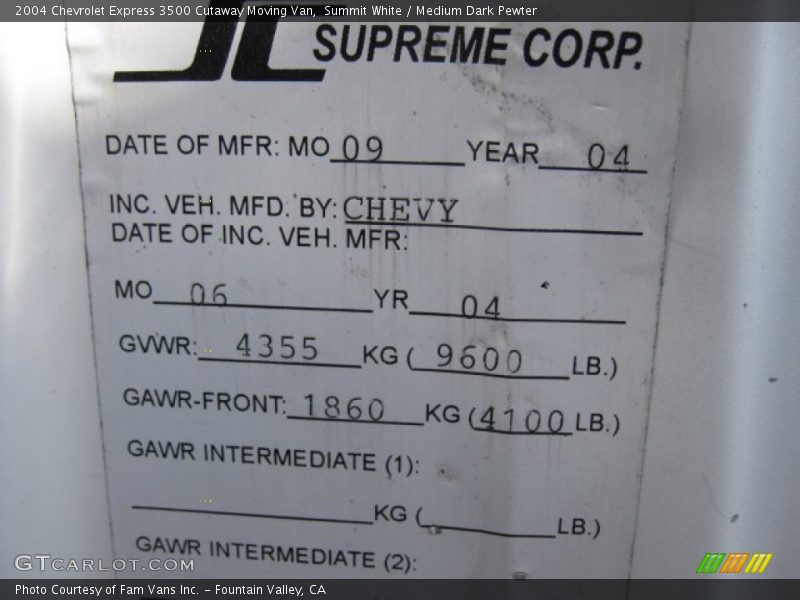 2004 Chevrolet Express 3500 Cutaway Moving Van,  Summit White / Medium Dark Pewter
SUPREME CORP.
DATE OF MFR: MO 09 YEAR 04
INC. VEH. MFD. BY: CHEVY
DATE OF INC. VEH. MFR:
MO 06 YR 04
GVWR: 4355 KG ( 9600 LB.)
GAWR-FRONT: 1860 KG (4100 LB.)
GAWR INTERMEDIATE (1):
KG ( LB.)
GAWR INTERMEDIATE (2):
GTCARLOT.COM
Photo Courtesy of Fam Vans Inc. - Fountain Valley, CA